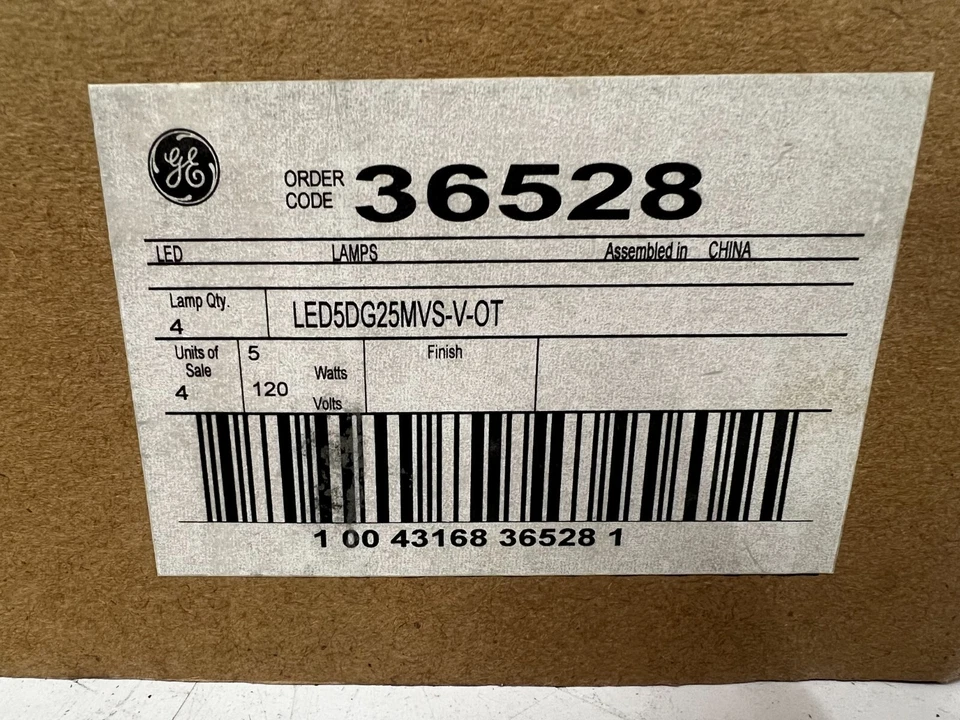 GE
ORDER CODE 36528
LED LAMPS Assembled in CHINA
Lamp Qty. 4 LED5DG25MVS-V-OT
Units of Sale 4 5 Watts 120 Volts Finish
1 00 43168 36528 1